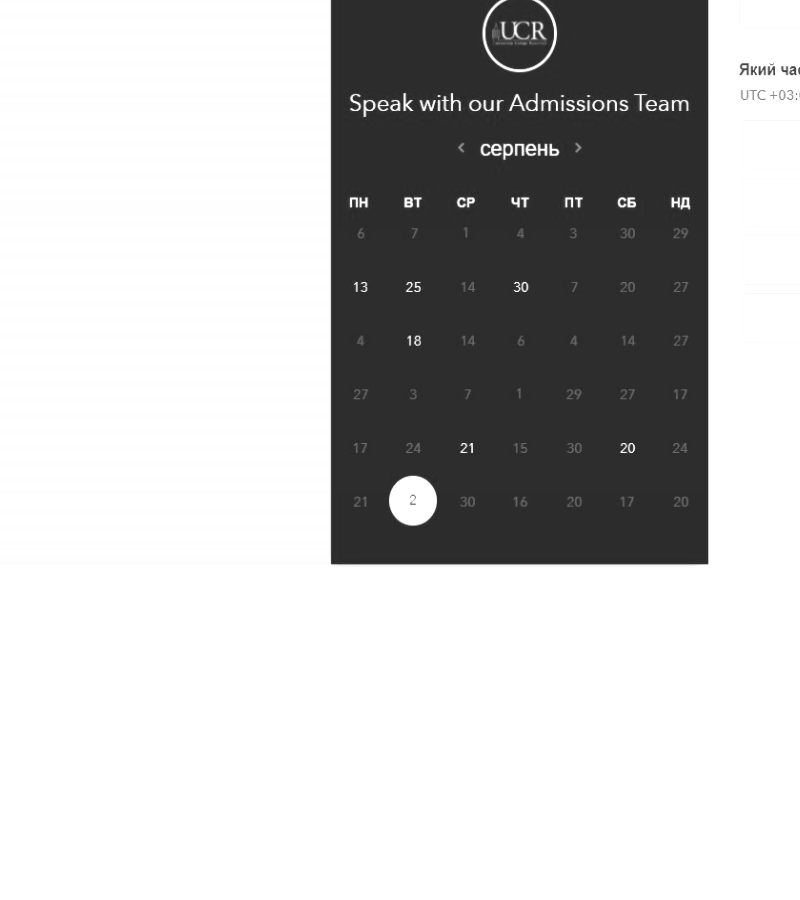 UCR
Speak with our Admissions Team
серпень
ПН ВТ СР ЧТ ПТ СБ НД
6 7 1 4 3 30 29
13 25 14 30 7 20 27
4 18 14 6 4 14 27
27 3 7 1 29 27 17
17 24 21 15 30 20 24
21 2 30 16 20 17 20
Який час
UTC +03: